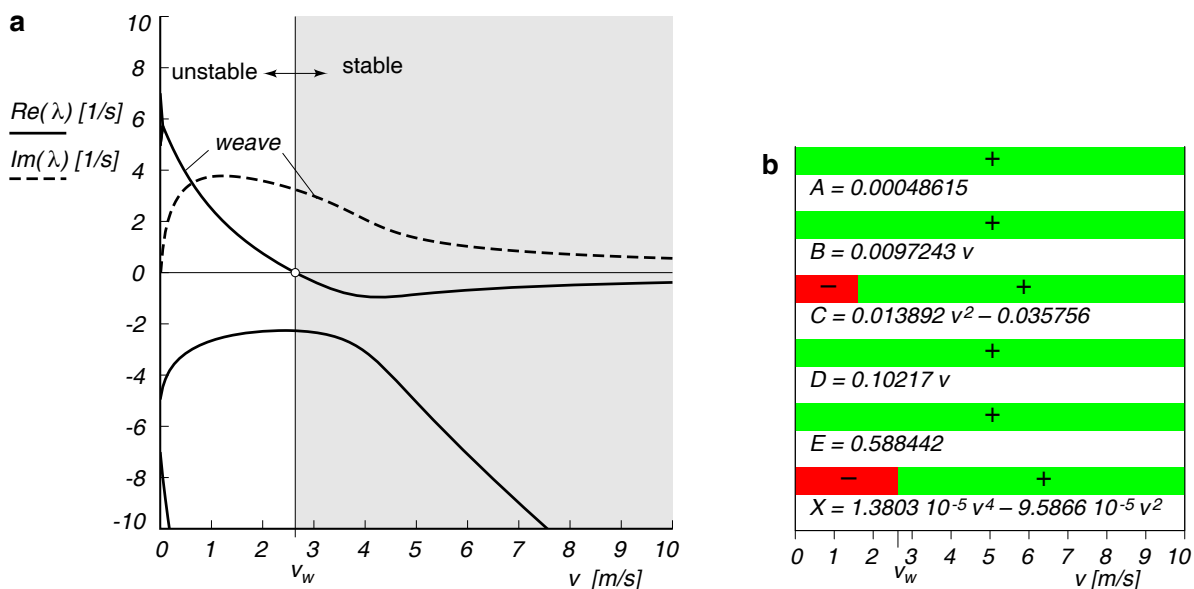 a
10
8
6
4
2
0
-2
-4
-6
-8
-10
Re(λ) [1/s]
Im(λ) [1/s]
unstable
stable
weave
0 1 2 3 4 5 6 7 8 9 10
v_w
v [m/s]
b
+
A = 0.00048615
+
B = 0.0097243 v
− +
C = 0.013892 v² – 0.035756
+
D = 0.10217 v
+
E = 0.588442
− +
X = 1.3803 10⁻⁵ v⁴ – 9.5866 10⁻⁵ v²
0 1 2 3 4 5 6 7 8 9 10
v_w
v [m/s]